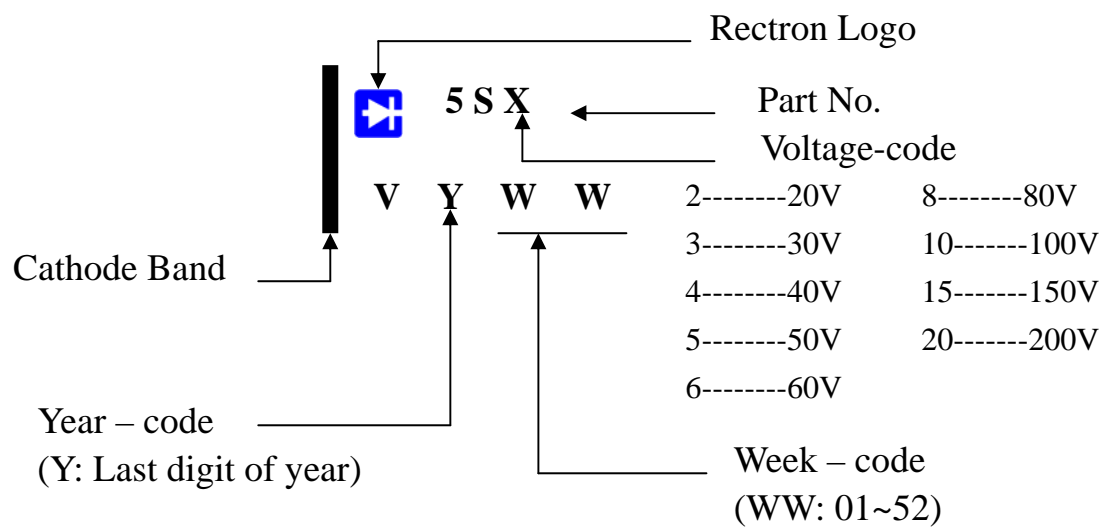 Rectron Logo
5 S X
Part No.
Voltage-code
V Y W W
2--------20V 8--------80V
3--------30V 10-------100V
Cathode Band
4--------40V 15-------150V
5--------50V 20-------200V
6--------60V
Year – code
(Y: Last digit of year)
Week – code
(WW: 01~52)